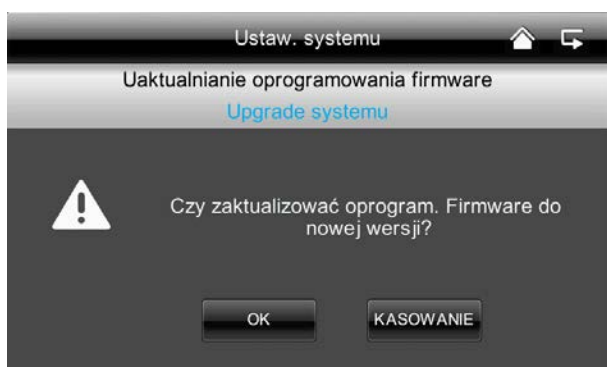 Ustaw. systemu
Uaktualnianie oprogramowania firmware
Upgrade systemu
Czy zaktualizować oprogram. Firmware do
nowej wersji?
OK
KASOWANIE